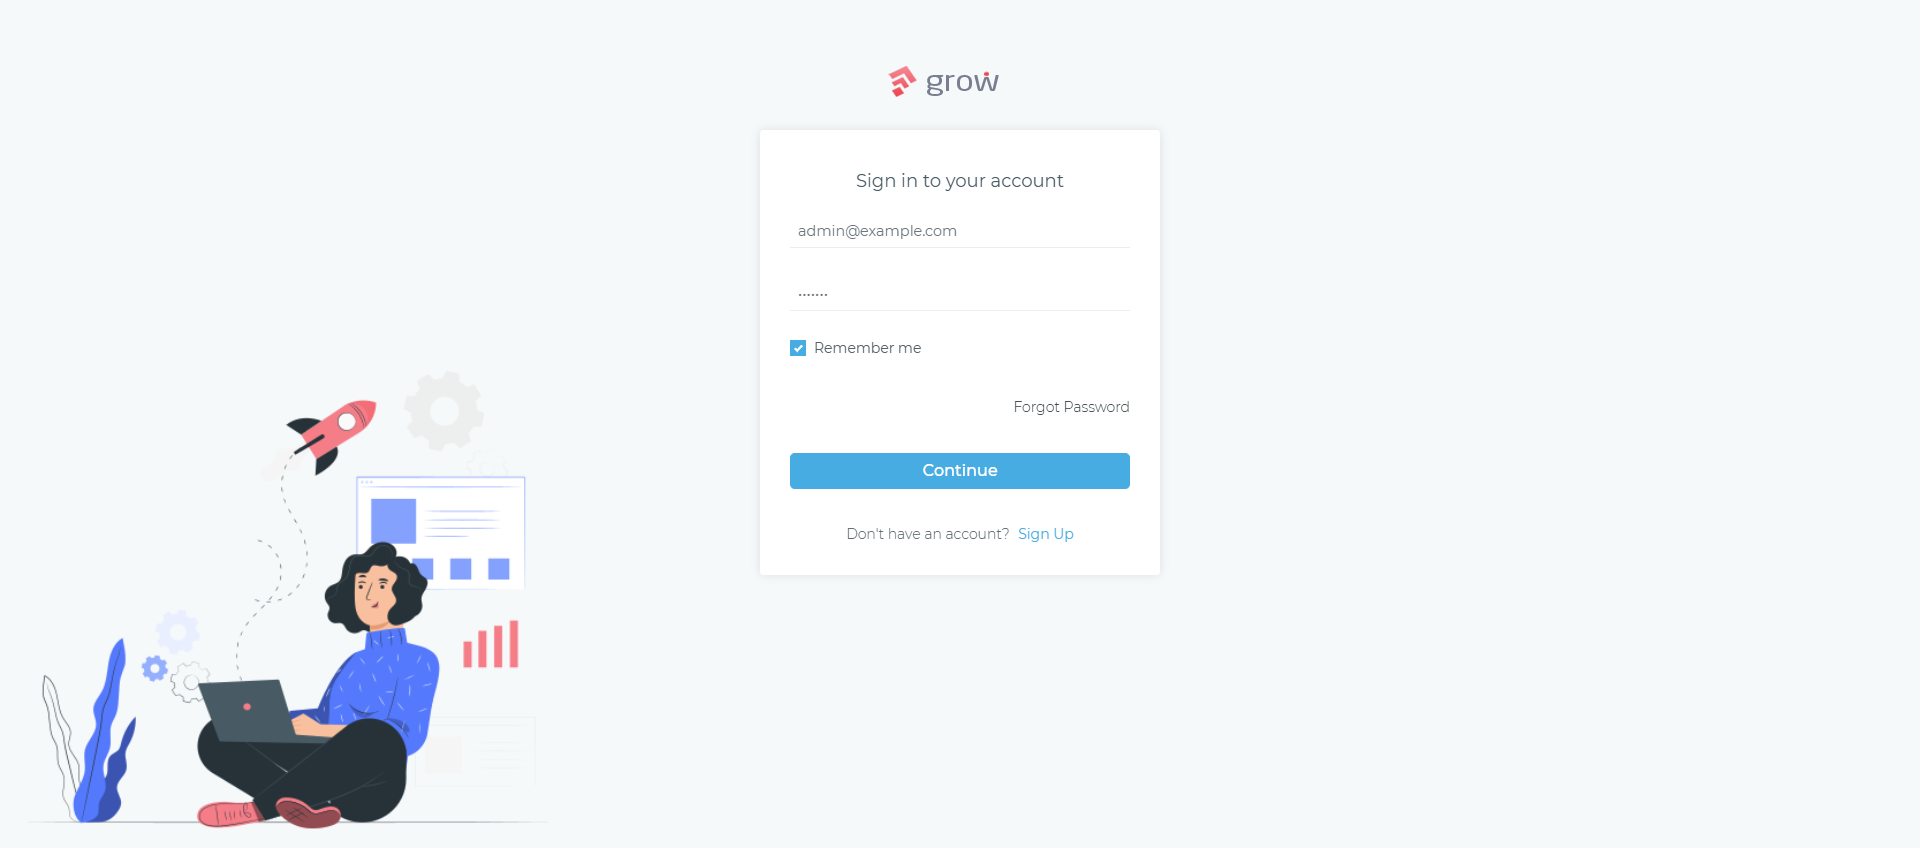 grow
Sign in to your account
admin@example.com
•••••••
Remember me
Forgot Password
Continue
Don't have an account? Sign Up